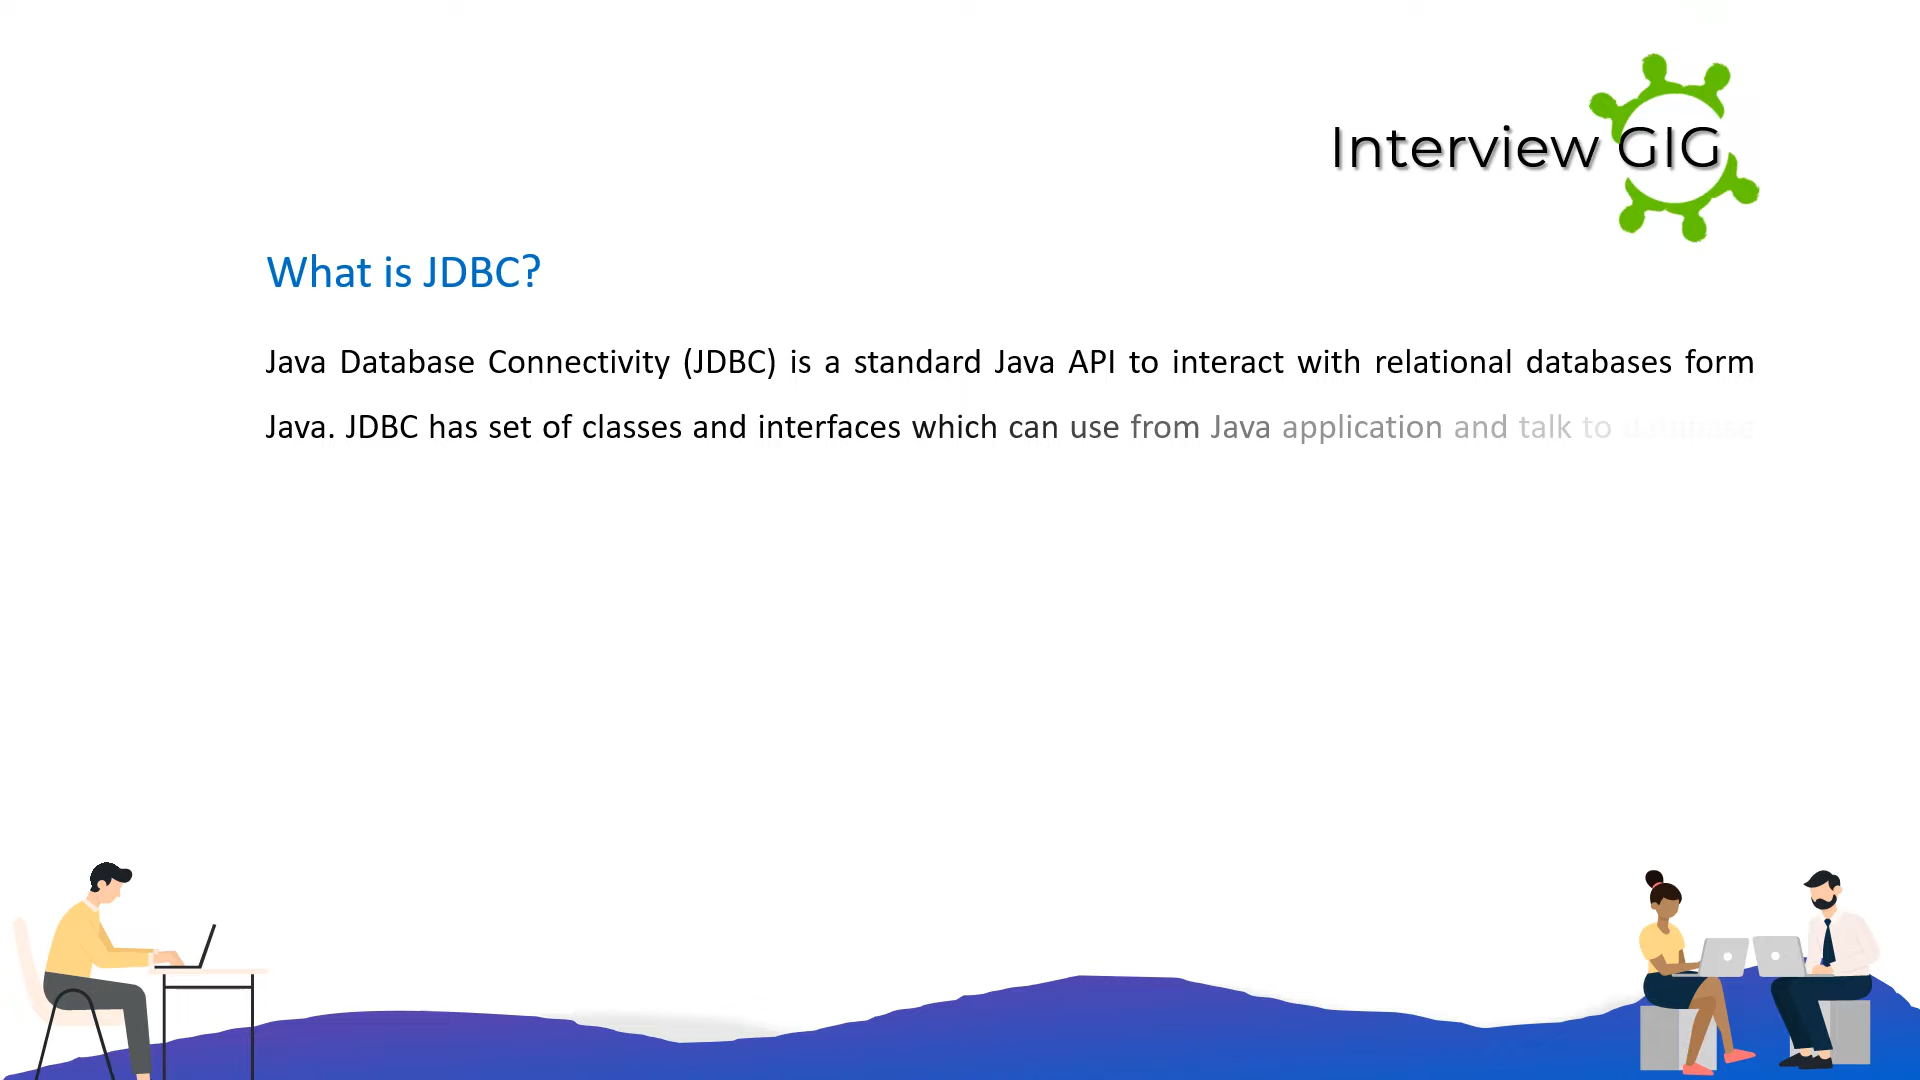 Interview GIG
What is JDBC?
Java Database Connectivity (JDBC) is a standard Java API to interact with relational databases form
Java. JDBC has set of classes and interfaces which can use from Java application and talk to database